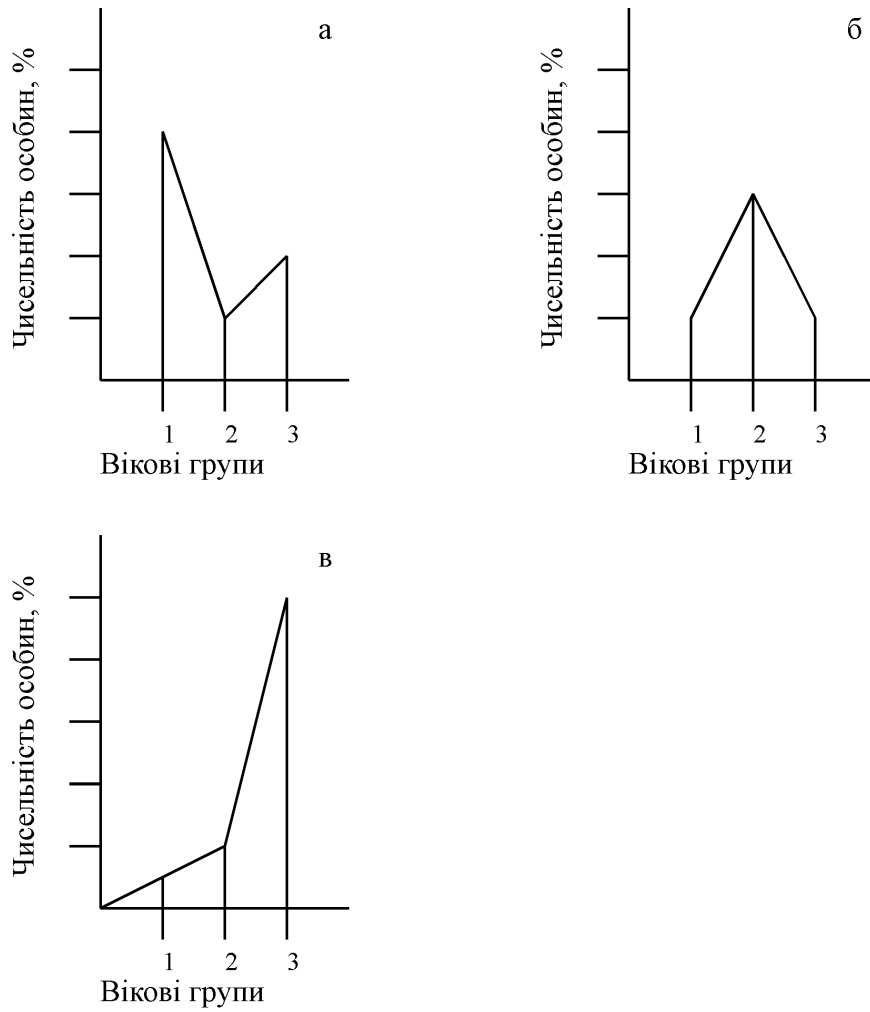 а
Чисельність особин, %
1 2 3
Вікові групи
б
Чисельність особин, %
1 2 3
Вікові групи
в
Чисельність особин, %
1 2 3
Вікові групи